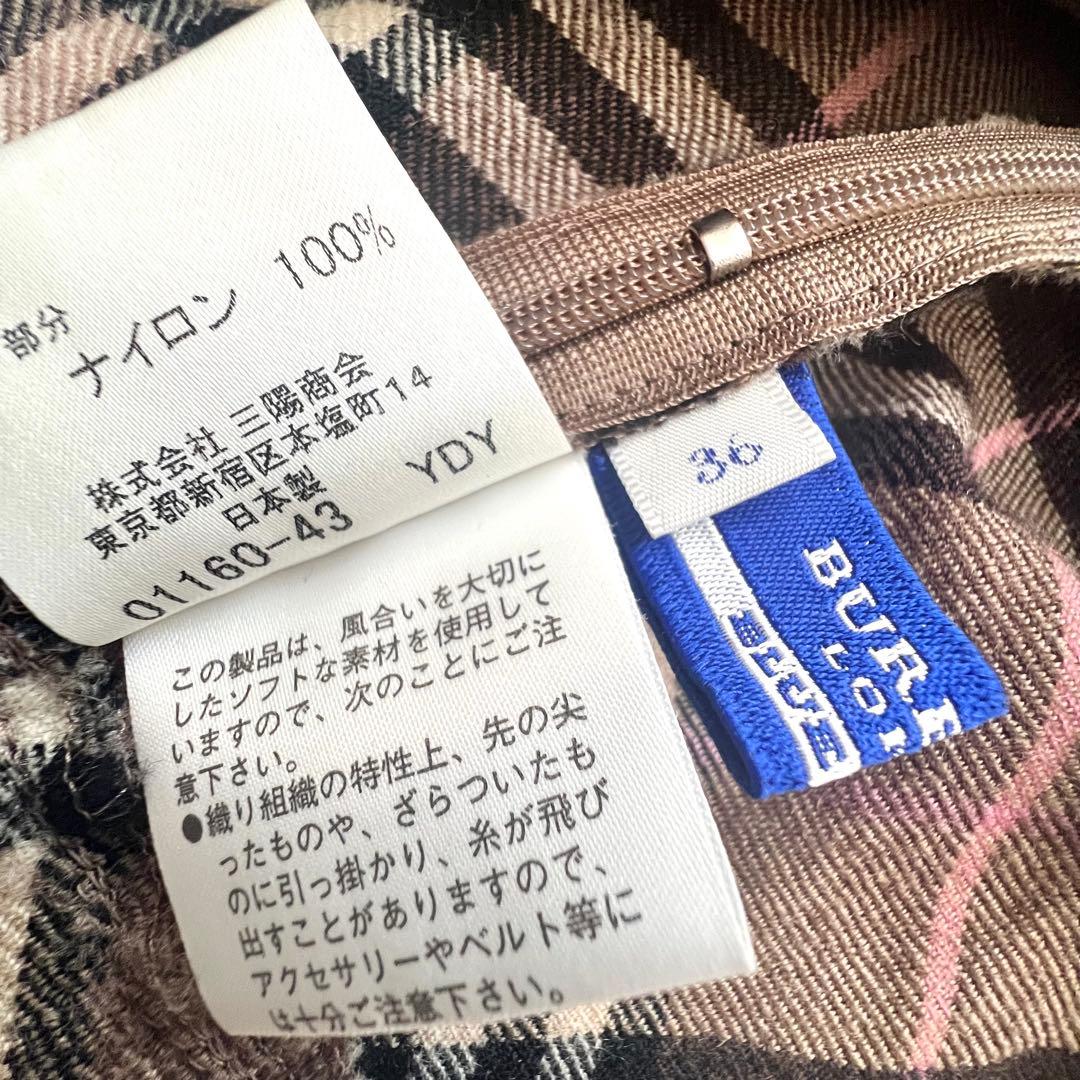 部分
ナイロン 100%
株式会社 三陽商会
東京都新宿区本塩町14
日本製
01160-43 YDY
この製品は、風合いを大切に
したソフトな素材を使用して
いますので、次のことにご注
意下さい。
●織り組織の特性上、先の尖
ったものや、ざらついたも
のに引っ掛かり、糸が飛び
出すことがありますので、
アクセサリーやベルト等に
は十分ご注意下さい。
36
BURB
LO
BLUE